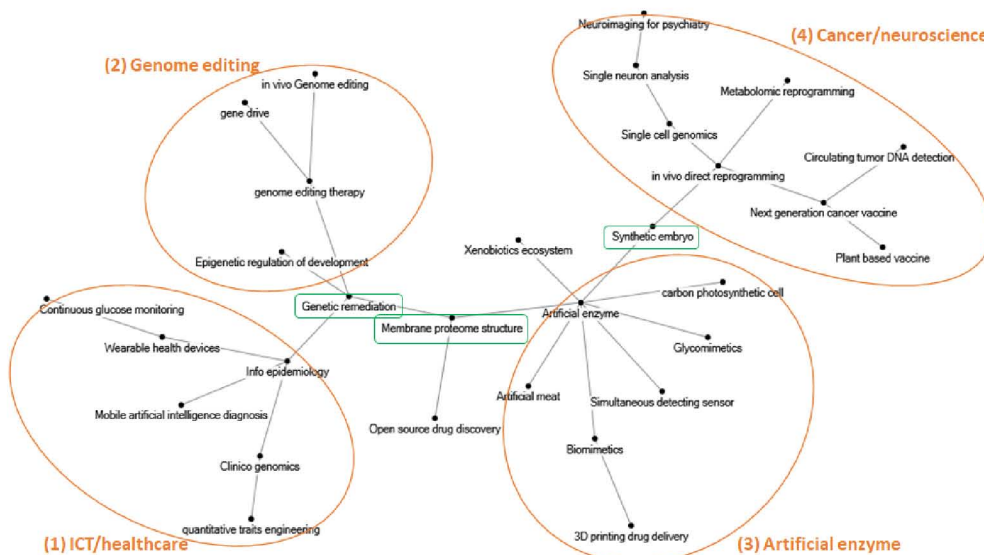 Neuroimaging for psychiatry
(4) Cancer/neuroscience
(2) Genome editing
in vivo Genome editing
Single neuron analysis
Metabolomic reprogramming
gene drive
Single cell genomics
Circulating tumor DNA detection
in vivo direct reprogramming
genome editing therapy
Next generation cancer vaccine
Synthetic embryo
Xenobiotics ecosystem
Plant based vaccine
Epigenetic regulation of development
carbon photosynthetic cell
Genetic remediation
Continuous glucose monitoring
Artificial enzyme
Membrane proteome structure
Wearable health devices
Glycomimetics
Info epidemiology
Artificial meat
Simultaneous detecting sensor
Mobile artificial intelligence diagnosis
Open source drug discovery
Biomimetics
Clinico genomics
quantitative traits engineering
3D printing drug delivery
(1) ICT/healthcare
(3) Artificial enzyme